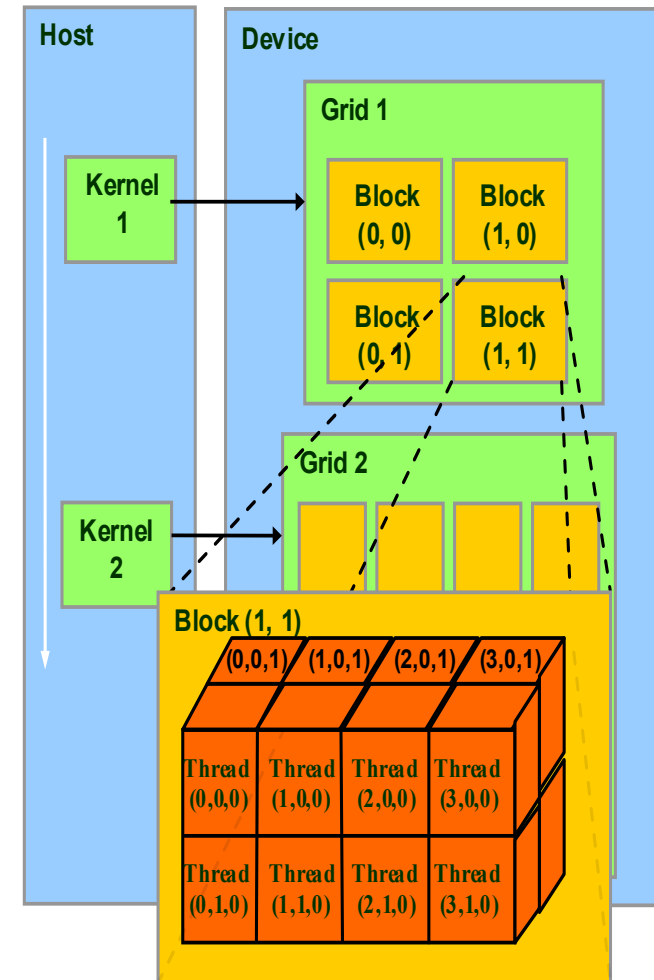 Host
Device
Grid 1
Kernel
1
Block
(0, 0)
Block
(1, 0)
Block
(0, 1)
Block
(1, 1)
Grid 2
Kernel
2
Block (1, 1)
(0,0,1) (1,0,1) (2,0,1) (3,0,1)
Thread Thread Thread Thread
(0,0,0) (1,0,0) (2,0,0) (3,0,0)
Thread Thread Thread Thread
(0,1,0) (1,1,0) (2,1,0) (3,1,0)